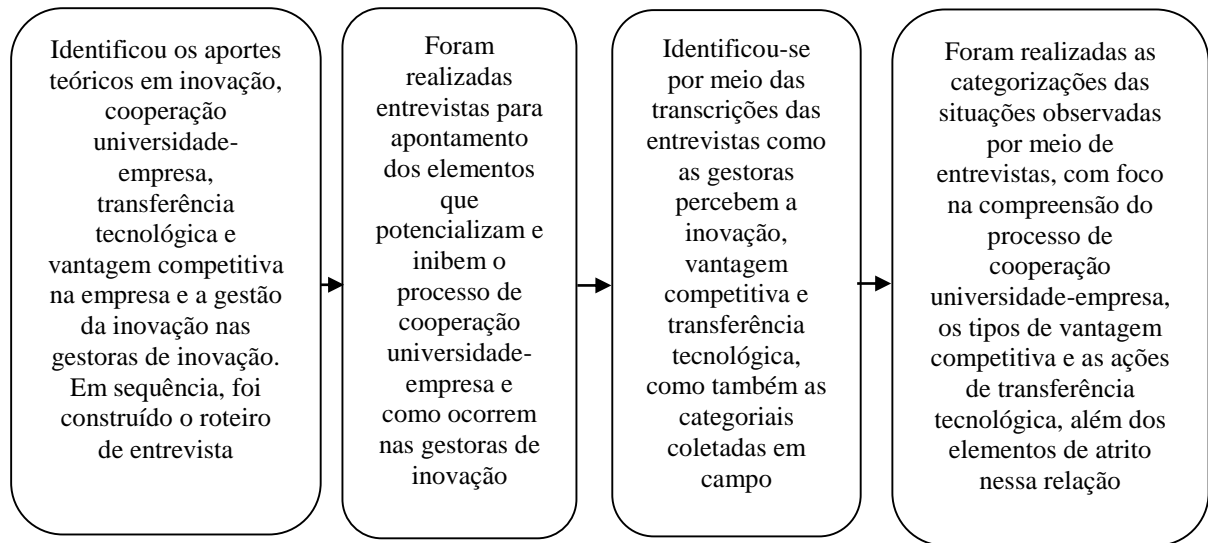 Identificou os aportes
teóricos em inovação,
cooperação
universidade-
empresa,
transferência
tecnológica e
vantagem competitiva
na empresa e a gestão
da inovação nas
gestoras de inovação.
Em sequência, foi
construído o roteiro
de entrevista
Foram
realizadas
entrevistas para
apontamento
dos elementos
que
potencializam e
inibem o
processo de
cooperação
universidade-
empresa e
como ocorrem
nas gestoras de
inovação
Identificou-se
por meio das
transcrições das
entrevistas como
as gestoras
percebem a
inovação,
vantagem
competitiva e
transferência
tecnológica,
como também as
categoriais
coletadas em
campo
Foram realizadas as
categorizações das
situações observadas
por meio de
entrevistas, com foco
na compreensão do
processo de
cooperação
universidade-empresa,
os tipos de vantagem
competitiva e as ações
de transferência
tecnológica, além dos
elementos de atrito
nessa relação